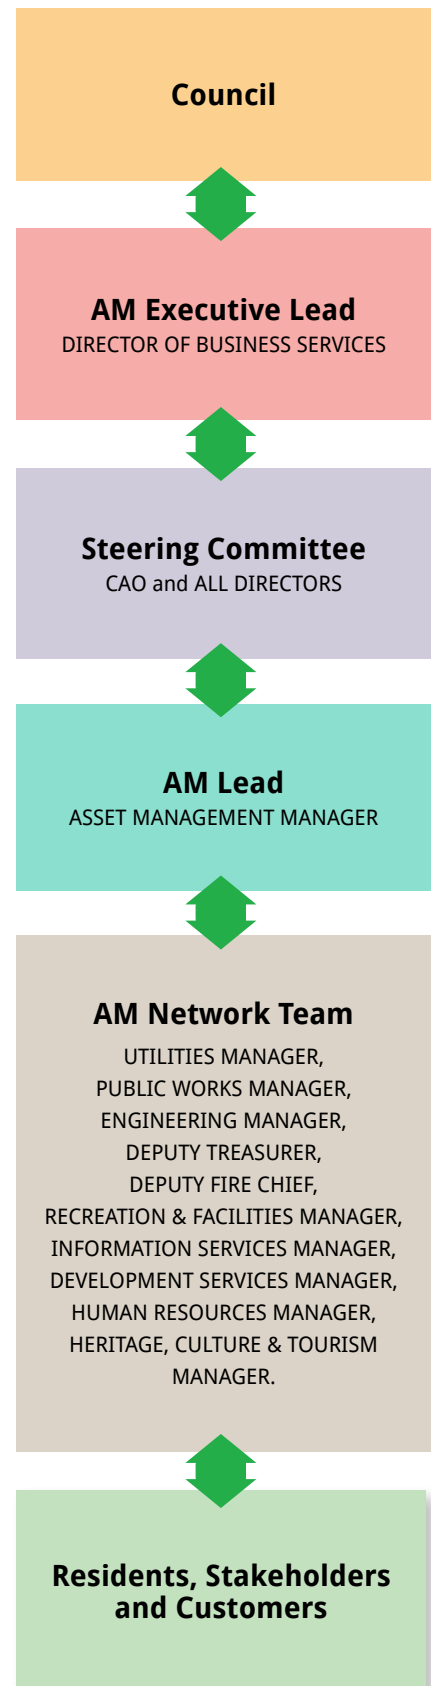 Council
AM Executive Lead
DIRECTOR OF BUSINESS SERVICES
Steering Committee
CAO and ALL DIRECTORS
AM Lead
ASSET MANAGEMENT MANAGER
AM Network Team
UTILITIES MANAGER,
PUBLIC WORKS MANAGER,
ENGINEERING MANAGER,
DEPUTY TREASURER,
DEPUTY FIRE CHIEF,
RECREATION & FACILITIES MANAGER,
INFORMATION SERVICES MANAGER,
DEVELOPMENT SERVICES MANAGER,
HUMAN RESOURCES MANAGER,
HERITAGE, CULTURE & TOURISM
MANAGER.
Residents, Stakeholders
and Customers